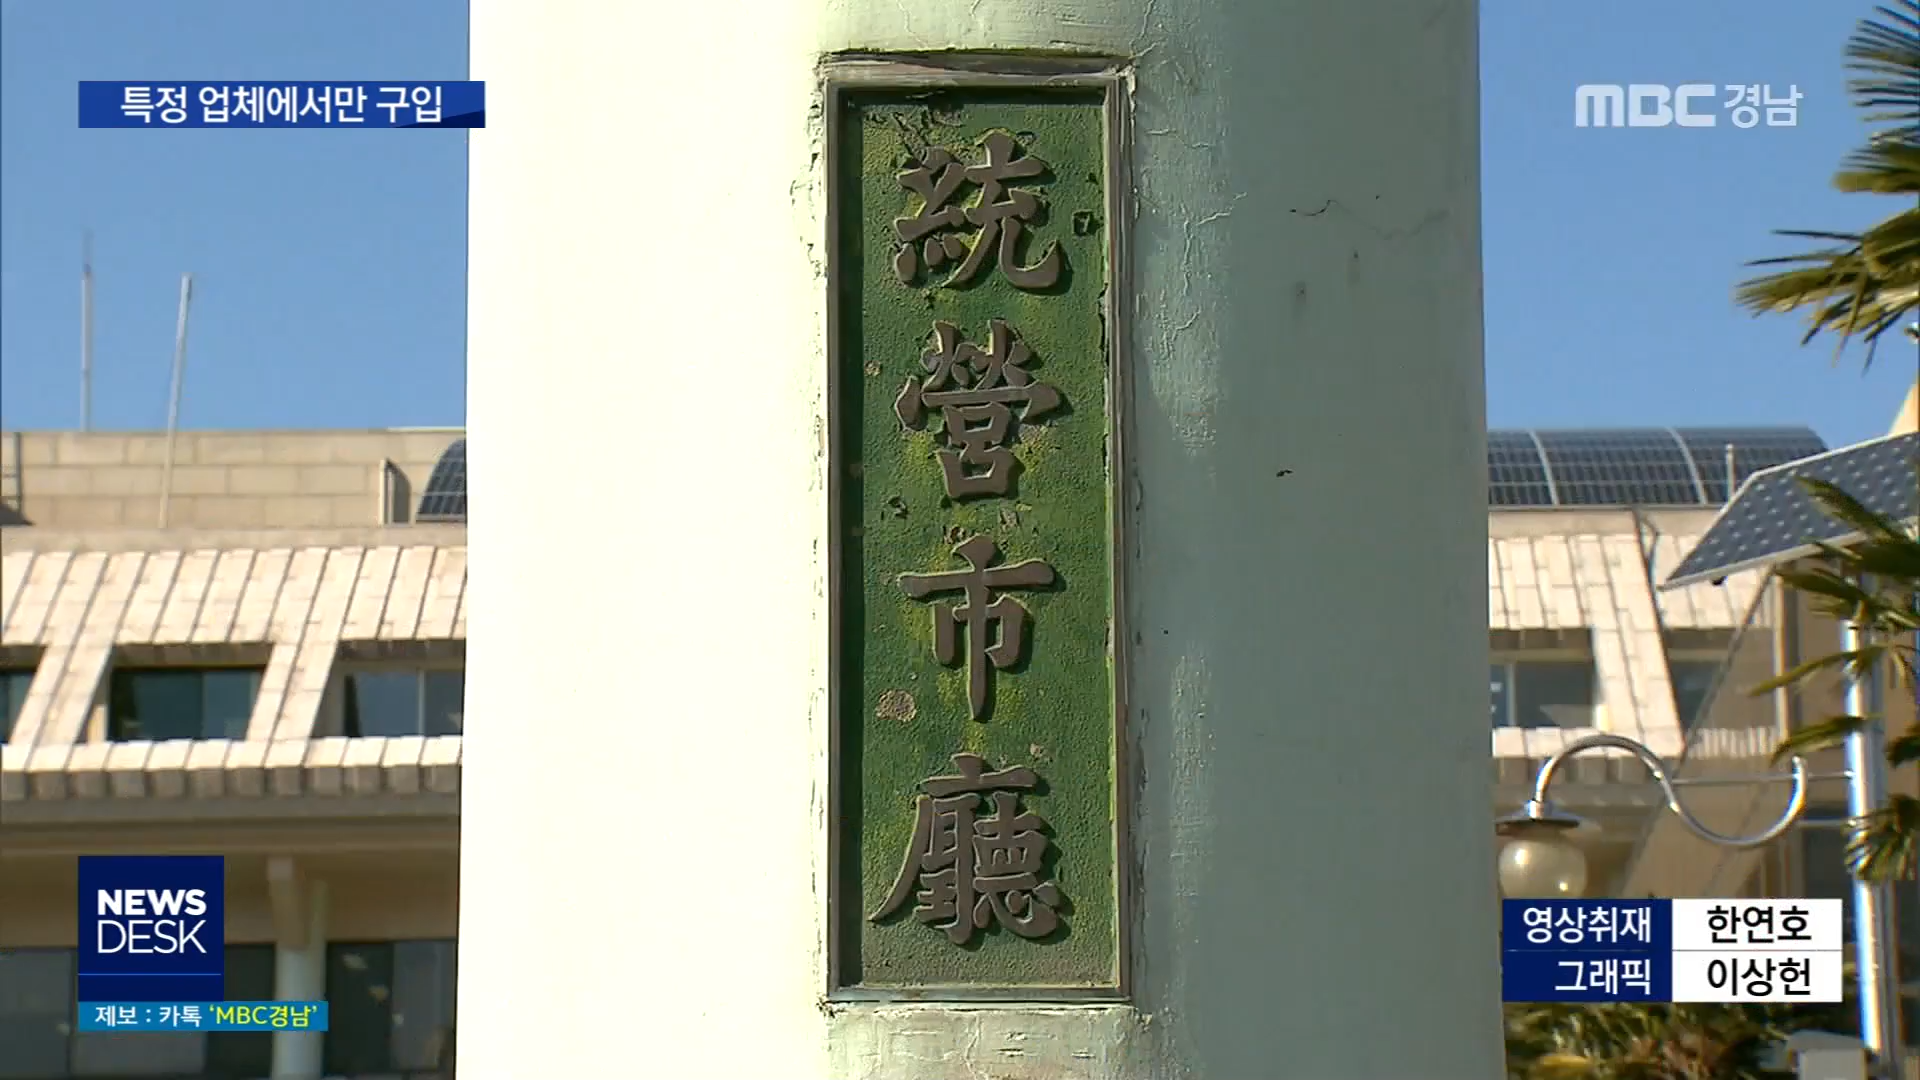 특정 업체에서만 구입
MBC경남
統營市廳
NEWS
DESK
제보 : 카톡 ‘MBC경남’
영상취재 한연호
그래픽 이상헌